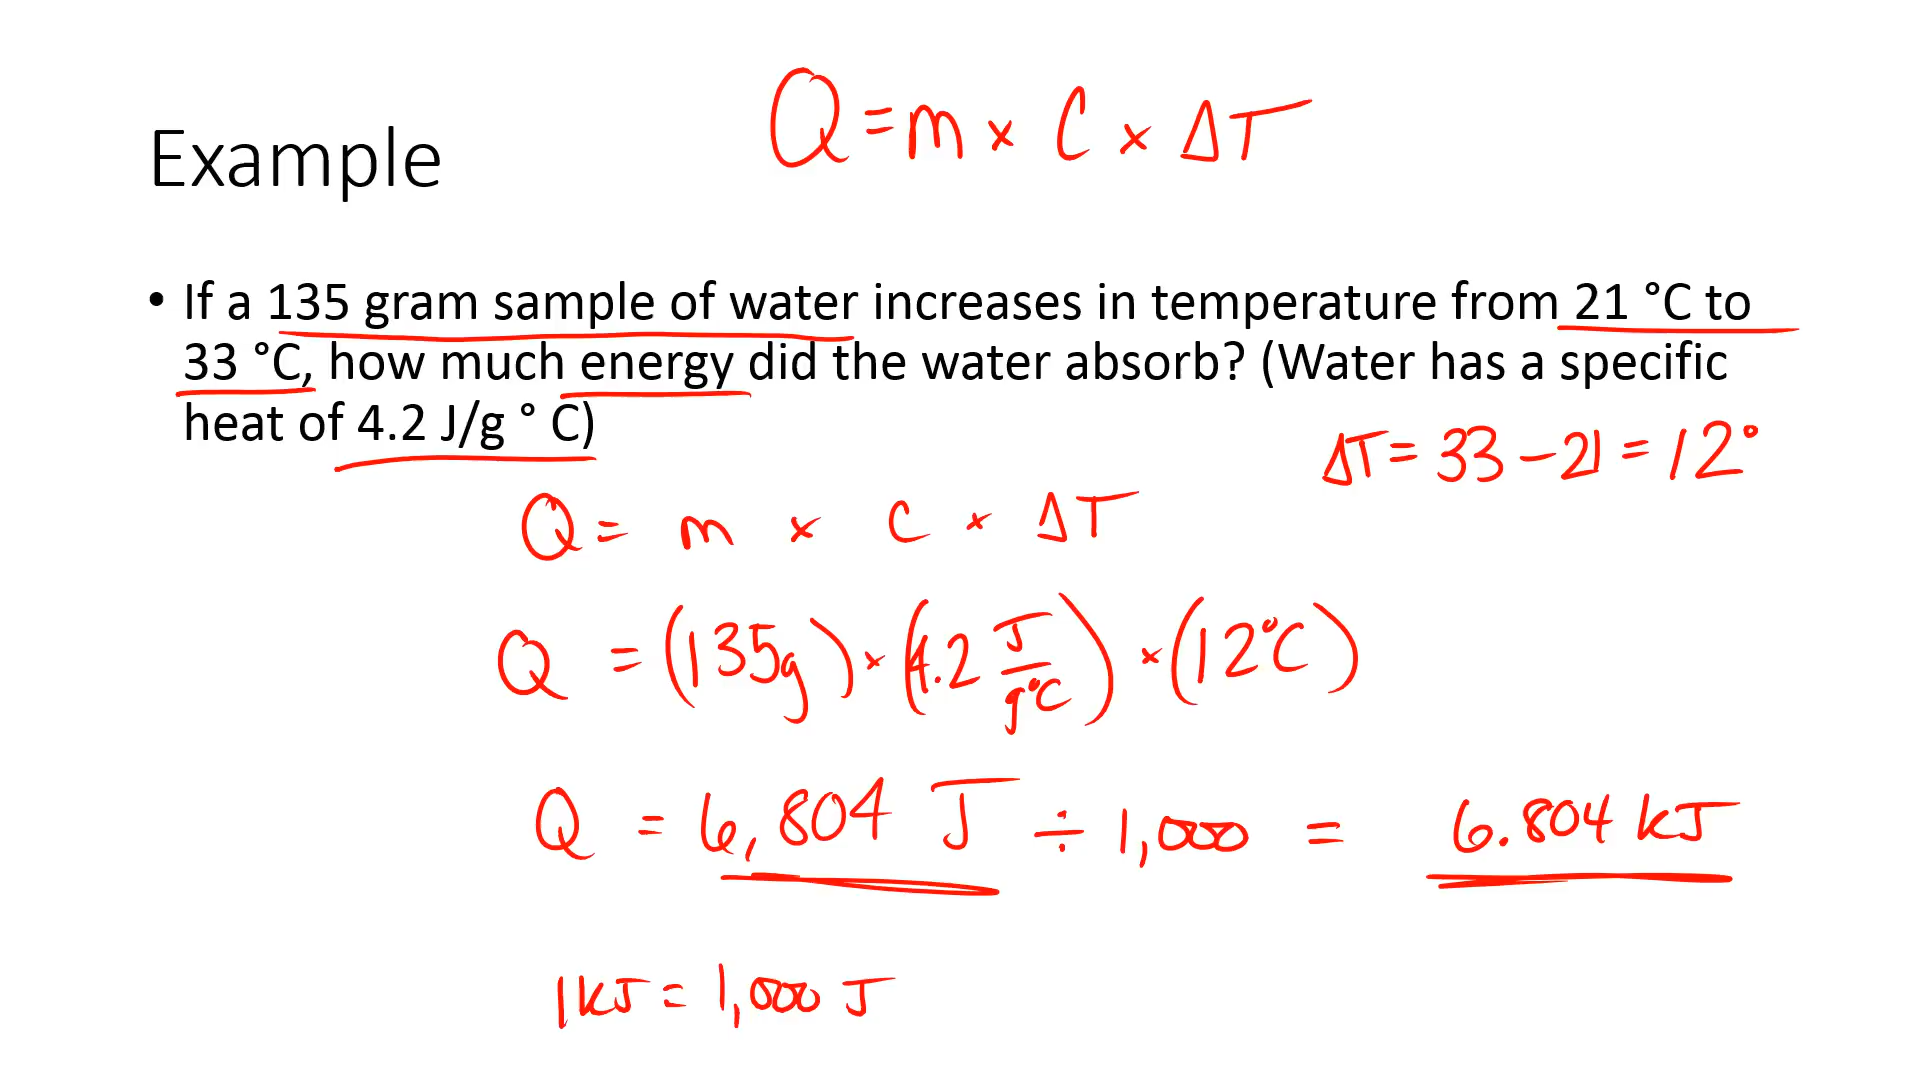 Q = m × C × ΔT
Example
• If a 135 gram sample of water increases in temperature from 21 °C to
33 °C, how much energy did the water absorb? (Water has a specific
heat of 4.2 J/g ° C)
ΔT = 33 - 21 = 12°
Q = m × C × ΔT
Q = (135g) × (4.2 J/g°C) × (12°C)
Q = 6,804 J ÷ 1,000 = 6.804 kJ
1 kJ = 1,000 J